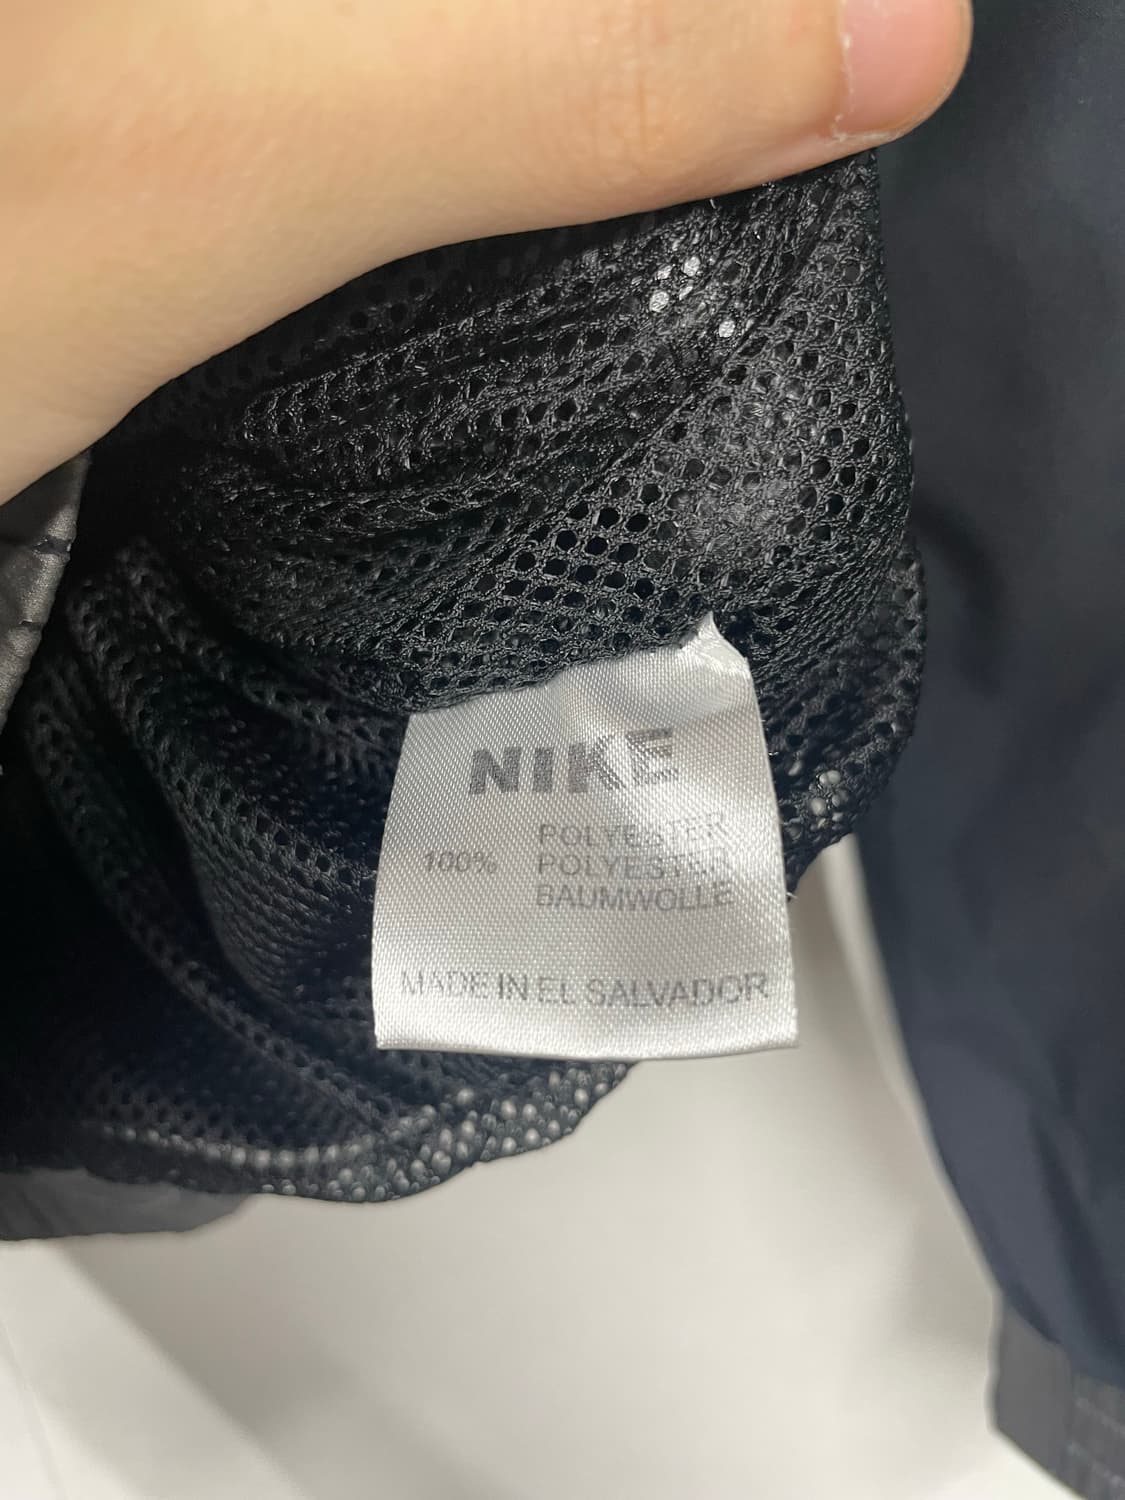 NIKE
POLYESTER
100% POLYESTER
BAUMWOLLE
MADE IN EL SALVADOR